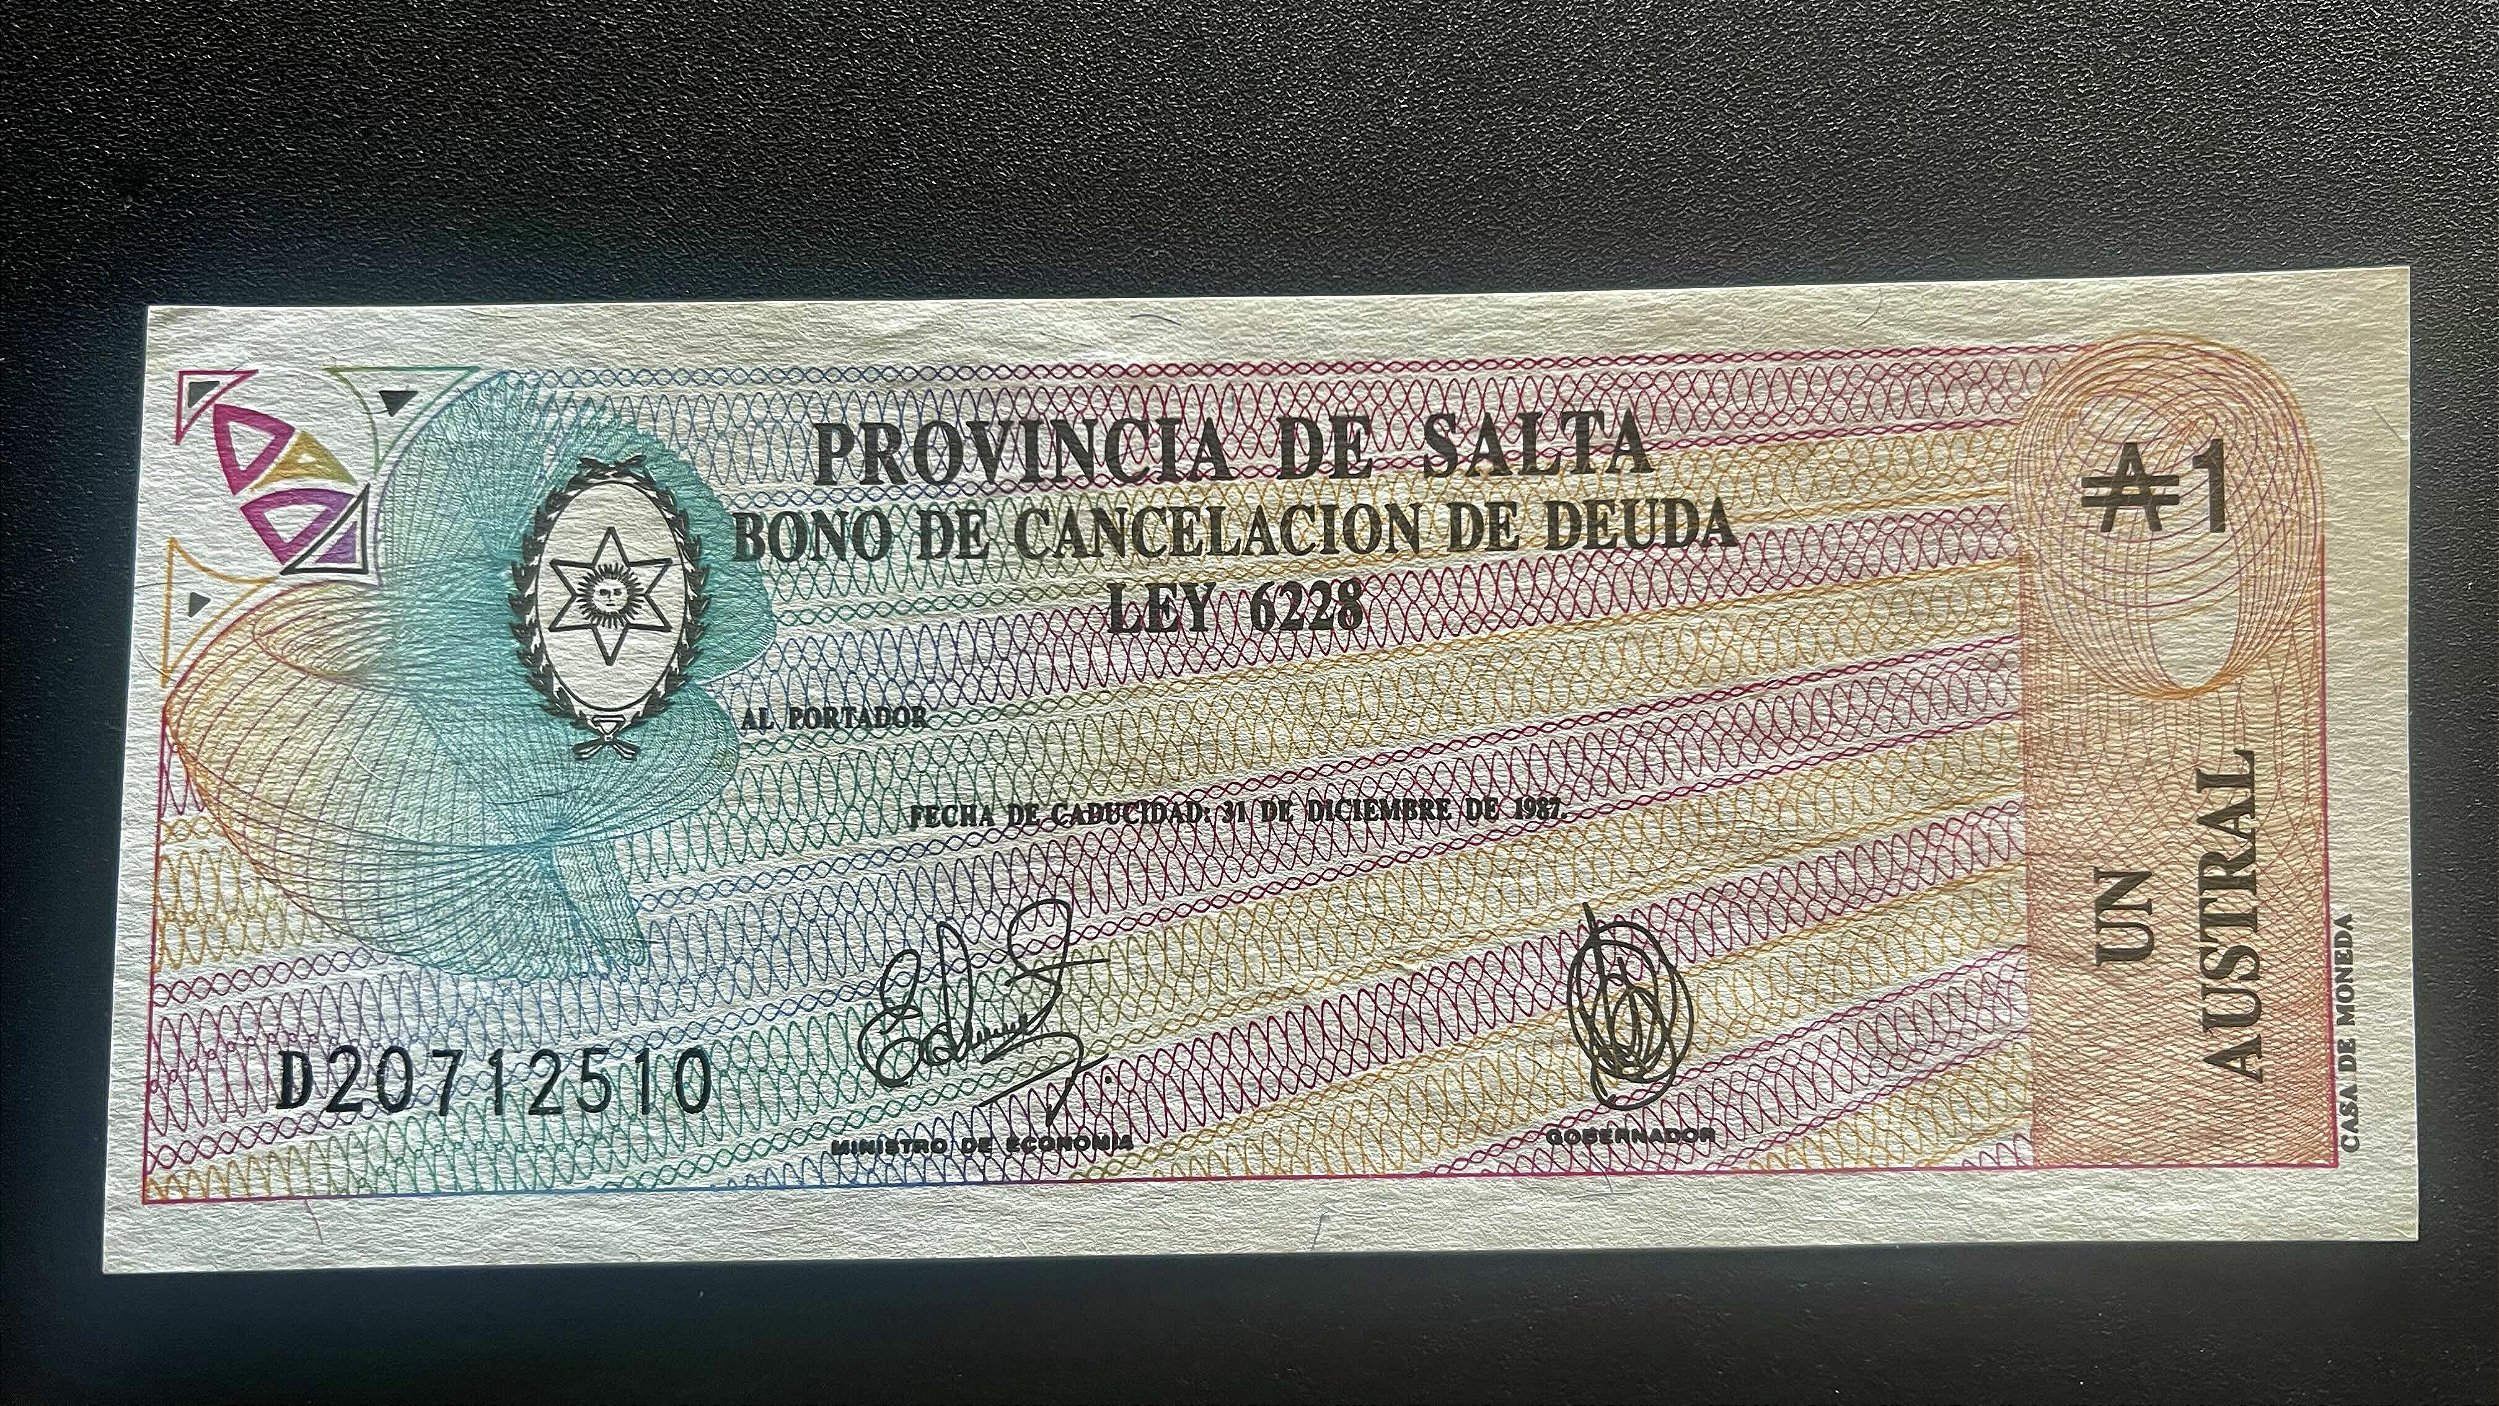 PROVINCIA DE SALTA
BONO DE CANCELACION DE DEUDA
LEY 6228
₳1
AL PORTADOR
FECHA DE CADUCIDAD: 31 DE DICIEMBRE DE 1987.
UN
AUSTRAL
D20712510
MINISTRO DE ECONOMIA
GOBERNADOR
CASA DE MONEDA